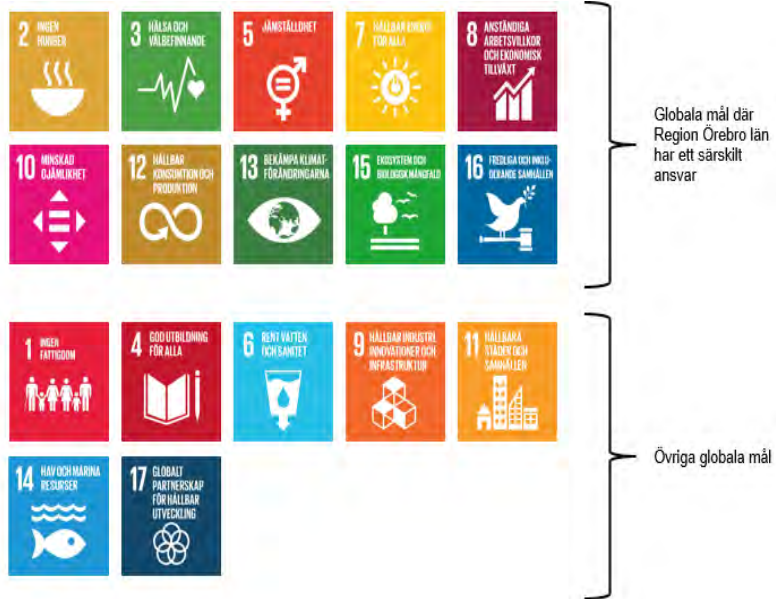 2 INGEN
HUNGER
3 HÄLSA OCH
VÄLBEFINNANDE
5 JÄMSTÄLLDHET
7 HÅLLBAR ENERGI
FÖR ALLA
8 ANSTÄNDIGA
ARBETSVILLKOR
OCH EKONOMISK
TILLVÄXT
10 MINSKAD
OJÄMLIKHET
12 HÅLLBAR
KONSUMTION OCH
PRODUKTION
13 BEKÄMPA KLIMAT-
FÖRÄNDRINGARNA
15 EKOSYSTEM OCH
BIOLOGISK MÅNGFALD
16 FREDLIGA OCH INKLU-
DERANDE SAMHÄLLEN
Globala mål där
Region Örebro län
har ett särskilt
ansvar
1 INGEN
FATTIGDOM
4 GOD UTBILDNING
FÖR ALLA
6 RENT VATTEN
OCH SANITET
9 HÅLLBAR INDUSTRI,
INNOVATIONER OCH
INFRASTRUKTUR
11 HÅLLBARA
STÄDER OCH
SAMHÄLLEN
14 HAV OCH MARINA
RESURSER
17 GLOBALT
PARTNERSKAP
FÖR HÅLLBAR
UTVECKLING
Övriga globala mål